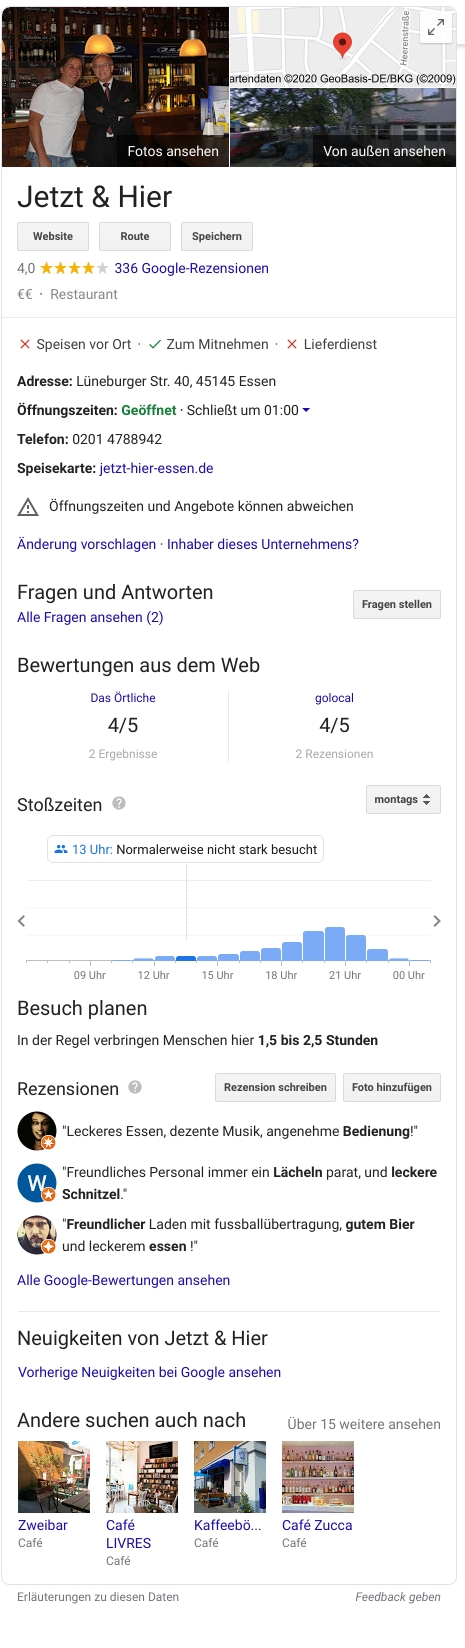 Heerenstraße
artendaten ©2020 GeoBasis-DE/BKG (©2009)
Fotos ansehen
Von außen ansehen
Jetzt & Hier
Website
Route
Speichern
4,0 336 Google-Rezensionen
€€ · Restaurant
Speisen vor Ort · Zum Mitnehmen · Lieferdienst
Adresse: Lüneburger Str. 40, 45145 Essen
Öffnungszeiten: Geöffnet · Schließt um 01:00
Telefon: 0201 4788942
Speisekarte: jetzt-hier-essen.de
Öffnungszeiten und Angebote können abweichen
Änderung vorschlagen · Inhaber dieses Unternehmens?
Fragen und Antworten
Alle Fragen ansehen (2)
Fragen stellen
Bewertungen aus dem Web
Das Örtliche
4/5
2 Ergebnisse
golocal
4/5
2 Rezensionen
Stoßzeiten ?
montags
13 Uhr: Normalerweise nicht stark besucht
09 Uhr 12 Uhr 15 Uhr 18 Uhr 21 Uhr 00 Uhr
Besuch planen
In der Regel verbringen Menschen hier 1,5 bis 2,5 Stunden
Rezensionen ?
Rezension schreiben
Foto hinzufügen
"Leckeres Essen, dezente Musik, angenehme Bedienung!"
W
"Freundliches Personal immer ein Lächeln parat, und leckere
Schnitzel."
"Freundlicher Laden mit fussballübertragung, gutem Bier
und leckerem essen !"
Alle Google-Bewertungen ansehen
Neuigkeiten von Jetzt & Hier
Vorherige Neuigkeiten bei Google ansehen
Andere suchen auch nach
Über 15 weitere ansehen
Zweibar
Café
Café
LIVRES
Café
Kaffeebö...
Café
Café Zucca
Café
Erläuterungen zu diesen Daten
Feedback geben